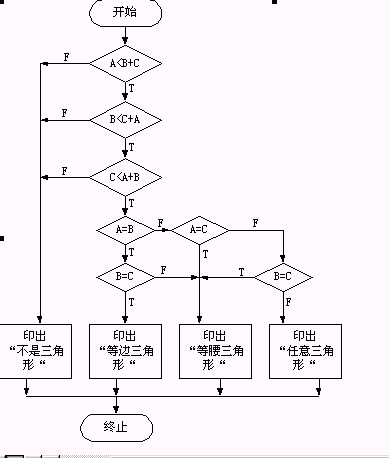 开始
A<B+C
F
T
B<C+A
F
T
C<A+B
F
T
A=B
F
A=C
F
T
T
B=C
F
T
B=C
T
F
印出
“不是三角
形“
印出
“等边三角
形“
印出
“等腰三角
形“
印出
“任意三角
形“
终止